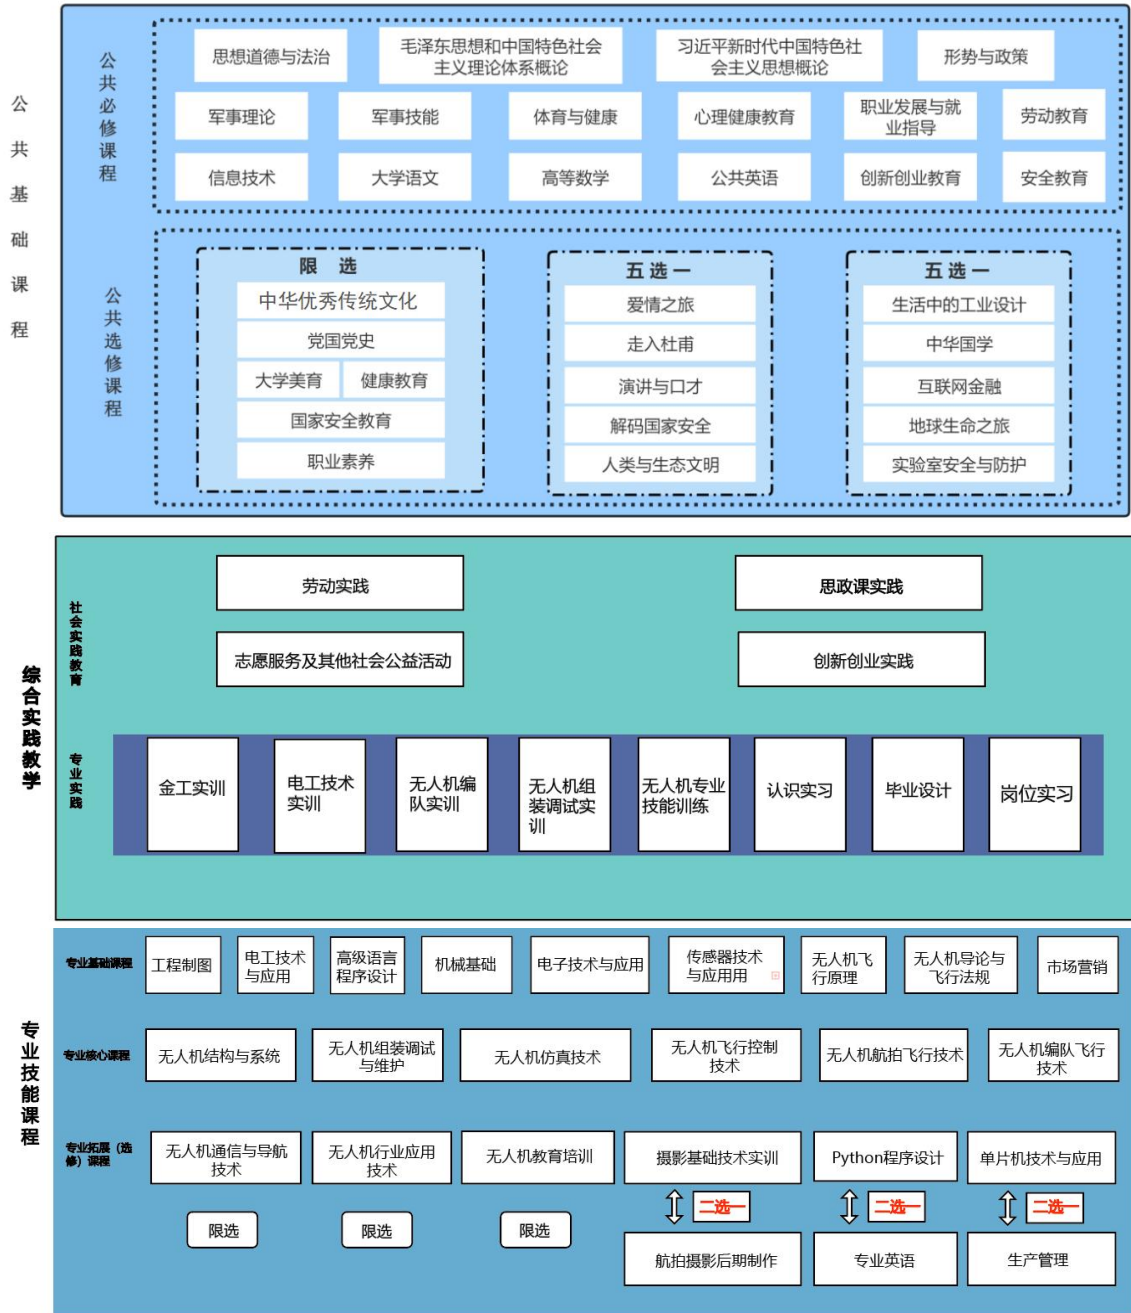 公共基础课程
公共必修课程
思想道德与法治
毛泽东思想和中国特色社会
主义理论体系概论
习近平新时代中国特色社
会主义思想概论
形势与政策
军事理论
军事技能
体育与健康
心理健康教育
职业发展与就
业指导
劳动教育
信息技术
大学语文
高等数学
公共英语
创新创业教育
安全教育
公共选修课程
限 选
中华优秀传统文化
党国党史
大学美育
健康教育
国家安全教育
职业素养
五选一
爱情之旅
走入杜甫
演讲与口才
解码国家安全
人类与生态文明
五选一
生活中的工业设计
中华国学
互联网金融
地球生命之旅
实验室安全与防护
综合实践教学
社会实践教育
劳动实践
思政课实践
志愿服务及其他社会公益活动
创新创业实践
专业实践
金工实训
电工技术
实训
无人机编
队实训
无人机组
装调试实
训
无人机专业
技能训练
认识实习
毕业设计
岗位实习
专业技能课程
专业基础课程
工程制图
电工技术
与应用
高级语言
程序设计
机械基础
电子技术与应用
传感器技术
与应用用
无人机飞
行原理
无人机导论与
飞行法规
市场营销
专业核心课程
无人机结构与系统
无人机组装调试
与维护
无人机仿真技术
无人机飞行控制
技术
无人机航拍飞行技术
无人机编队飞行
技术
专业拓展（选
修）课程
无人机通信与导航
技术
无人机行业应用
技术
无人机教育培训
摄影基础技术实训
Python程序设计
单片机技术与应用
限选
限选
限选
二选一
二选一
二选一
航拍摄影后期制作
专业英语
生产管理